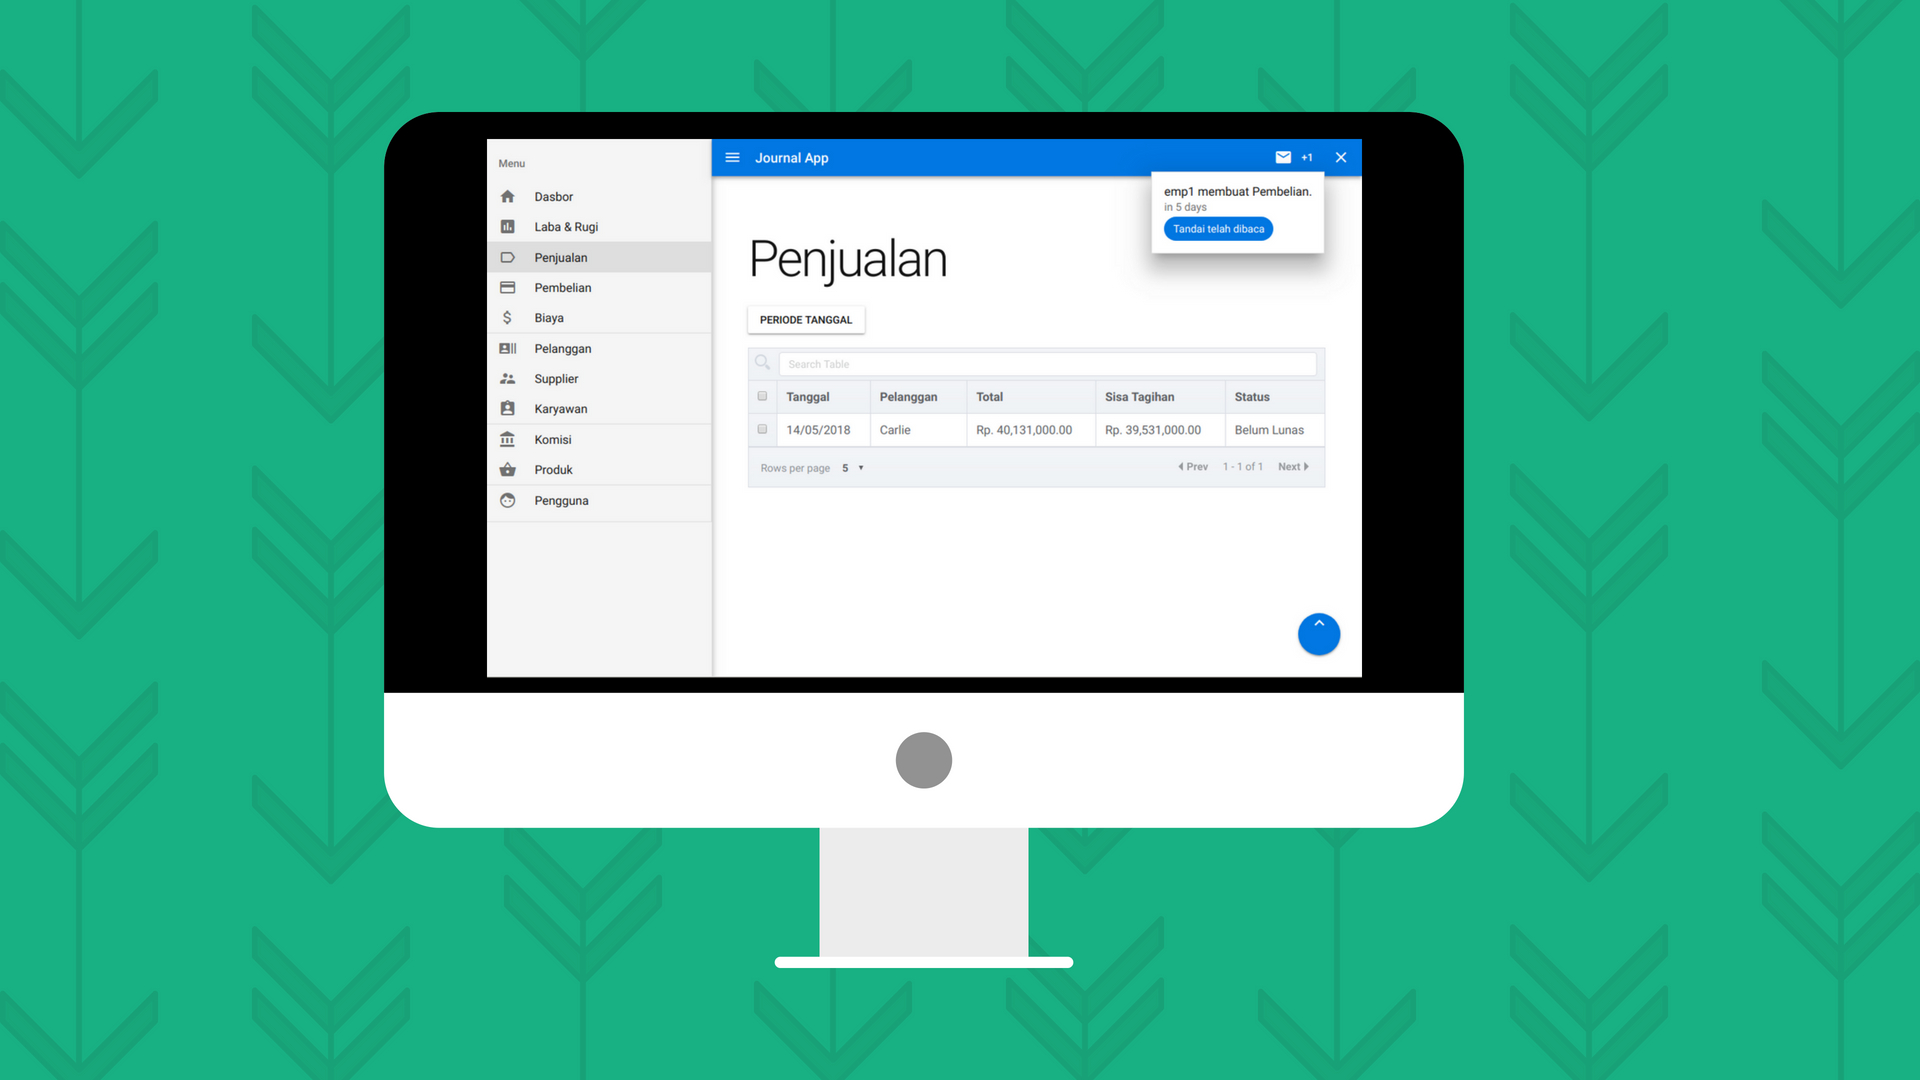 Menu
Dasbor
Laba & Rugi
Penjualan
Pembelian
Biaya
Pelanggan
Supplier
Karyawan
Komisi
Produk
Pengguna
Journal App
+1
emp1 membuat Pembelian.
in 5 days
Tandai telah dibaca
Penjualan
PERIODE TANGGAL
Search Table
Tanggal Pelanggan Total Sisa Tagihan Status
14/05/2018 Carlie Rp. 40,131,000.00 Rp. 39,531,000.00 Belum Lunas
Rows per page 5 Prev 1 - 1 of 1 Next